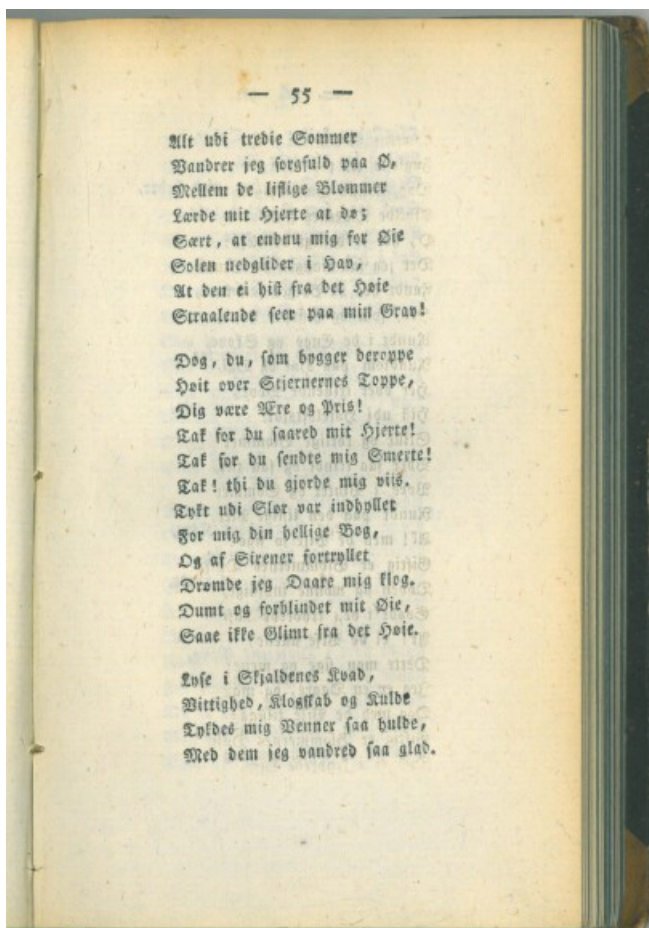 — 55 —
Alt udi tredie Sommer
Vandrer jeg sorgfuld paa Ø,
Mellem de liflige Blommer
Lærde mit Hjerte at dø;
Sært, at endnu mig for Øie
Solen nedglider i Hav,
At den ei hist fra det Høie
Straalende seer paa min Grav!
Dog, du, som bygger deroppe
Høit over Stjernernes Toppe,
Dig være Ære og Pris!
Tak for du saared mit Hjerte!
Tak for du sendte mig Smerte!
Tak! thi du gjorde mig viis.
Tykt udi Slør var indhyllet
For mig din hellige Bog,
Og af Sirener fortryllet
Drømde jeg Daare mig klog.
Dumt og forblindet mit Øie,
Saae ikke Glimt fra det Høie.
Lyse i Skjaldenes Kvad,
Vittighed, Klogskab og Kulde
Tykdes mig Venner saa hulde,
Med dem jeg vandred saa glad.